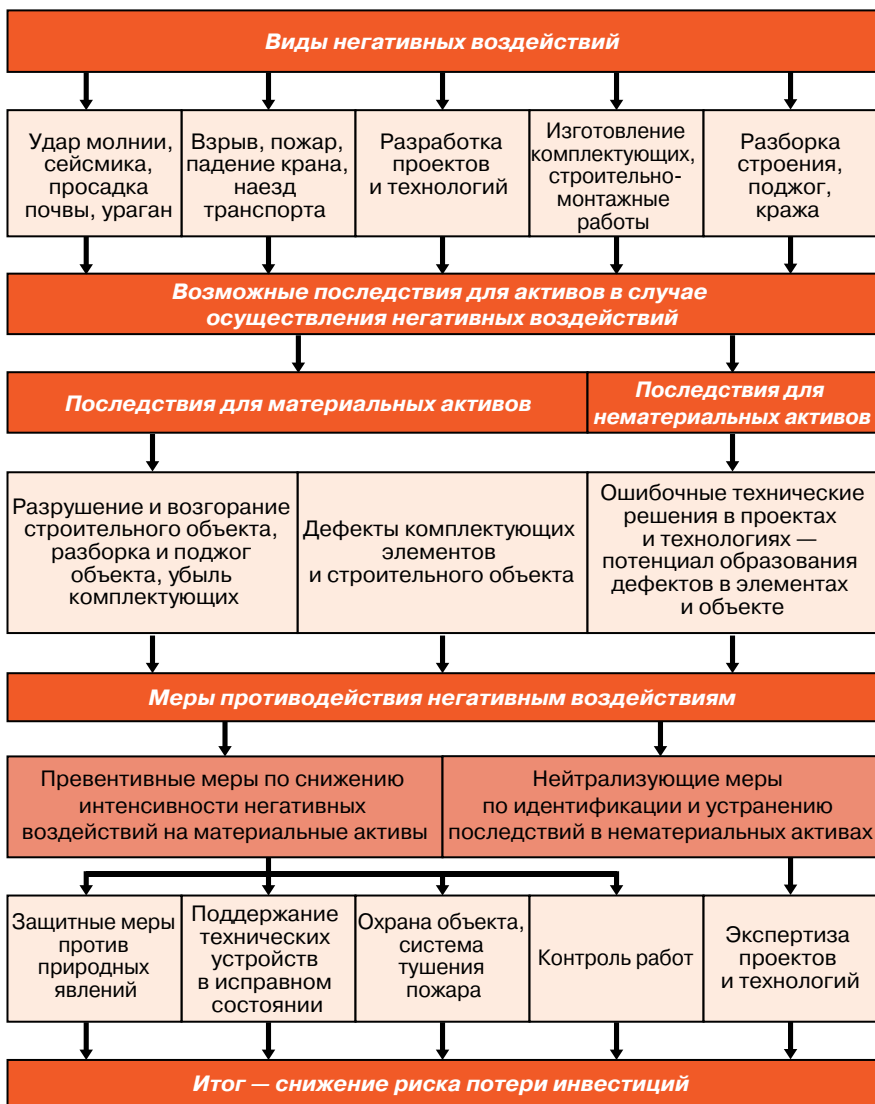 Виды негативных воздействий
Удар молнии,
сейсмика,
просадка
почвы, ураган
Взрыв, пожар,
падение крана,
наезд
транспорта
Разработка
проектов
и технологий
Изготовление
комплектующих,
строительно-
монтажные
работы
Разборка
строения,
поджог,
кража
Возможные последствия для активов в случае
осуществления негативных воздействий
Последствия для материальных активов
Последствия для
нематериальных активов
Разрушение и возгорание
строительного объекта,
разборка и поджог
объекта, убыль
комплектующих
Дефекты комплектующих
элементов
и строительного объекта
Ошибочные технические
решения в проектах
и технологиях —
потенциал образования
дефектов в элементах
и объекте
Меры противодействия негативным воздействиям
Превентивные меры по снижению
интенсивности негативных
воздействий на материальные активы
Нейтрализующие меры
по идентификации и устранению
последствий в нематериальных активах
Защитные меры
против
природных
явлений
Поддержание
технических
устройств
в исправном
состоянии
Охрана объекта,
система
тушения
пожара
Контроль работ
Экспертиза
проектов
и технологий
Итог — снижение риска потери инвестиций